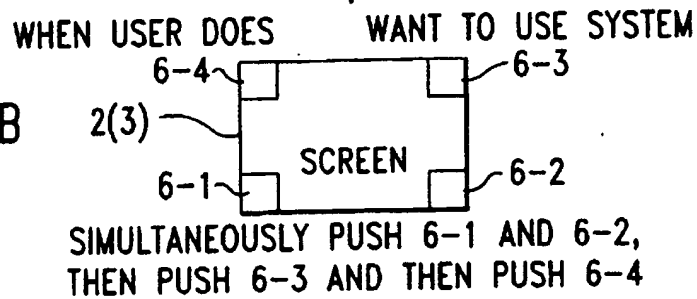 WHEN USER DOES WANT TO USE SYSTEM
6-4 6-3
B 2(3)
SCREEN
6-1 6-2
SIMULTANEOUSLY PUSH 6-1 AND 6-2,
THEN PUSH 6-3 AND THEN PUSH 6-4